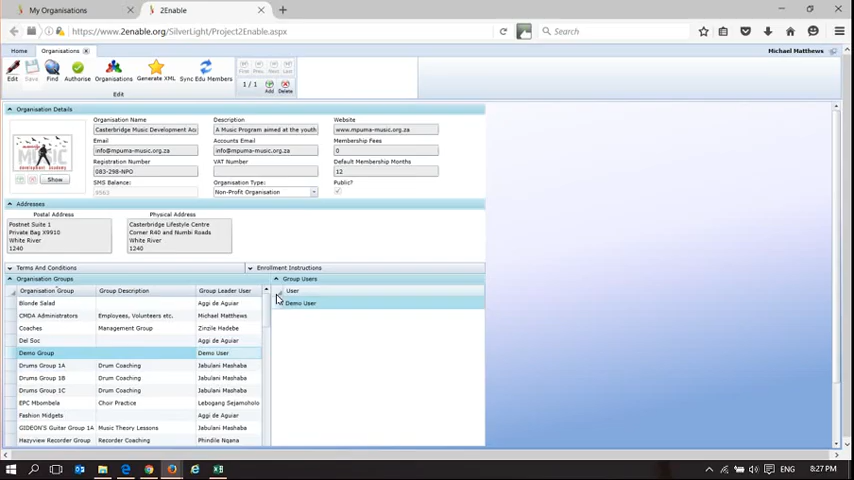 My Organisations
2Enable
https://www.2enable.org/SilverLight/Project2Enable.aspx
Search
Home
Organisations
Michael Matthews
Edit
Save
Find
Authorise
Organisations
Generate XML
Sync Edu Members
First Prev Next Last
1 / 1
Add
Delete
Edit
Organisation Details
Organisation Name
Description
Website
Casterbridge Music Development Aca
A Music Program aimed at the youth
www.mpuma-music.org.za
Email
Accounts Email
Membership Fees
info@mpuma-music.org.za
info@mpuma-music.org.za
0
Registration Number
VAT Number
Default Membership Months
083-298-NPO
12
SMS Balance:
Organisation Type:
Public?
9563
Non-Profit Organisation
MUSIC
Show
Addresses
Postal Address
Physical Address
Postnet Suite 1
Private Bag X9910
White River
1240
Casterbridge Lifestyle Centre
Corner R40 and Numbi Roads
White River
1240
Terms And Conditions
Enrollment Instructions
Organisation Groups
Group Users
Organisation Group Group Description Group Leader User
User
Blonde Salad Aggi de Aguiar
Demo User
CMDA Administrators Employees, Volunteers etc. Michael Matthews
Coaches Management Group Zinzile Hadebe
Del Soc Aggi de Aguiar
Demo Group Demo User
Drums Group 1A Drum Coaching Jabulani Mashaba
Drums Group 1B Drum Coaching Jabulani Mashaba
Drums Group 1C Drum Coaching Jabulani Mashaba
EPC Mbombela Choir Practice Lebogang Sejamoholo
Fashion Midgets Aggi de Aguiar
GIDEON'S Guitar Group 1A Music Theory Lessons Jabulani Mashaba
Hazyview Recorder Group Recorder Coaching Phindile Nqana
ENG
8:27 PM